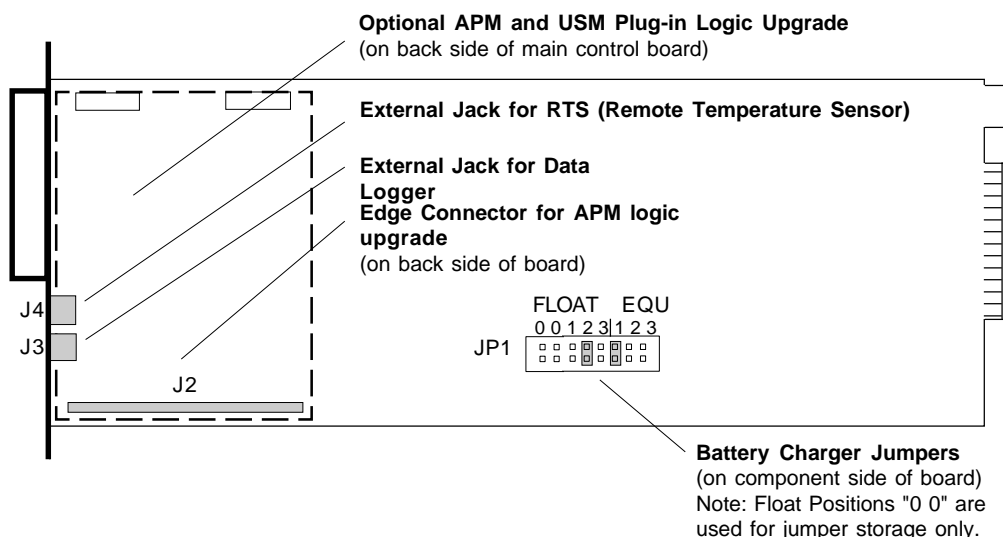 Optional APM and USM Plug-in Logic Upgrade
(on back side of main control board)
External Jack for RTS (Remote Temperature Sensor)
External Jack for Data
Logger
Edge Connector for APM logic
upgrade
(on back side of board)
J4
J3
J2
FLOAT EQU
0 0 1 2 3 1 2 3
JP1
Battery Charger Jumpers
(on component side of board)
Note: Float Positions "0 0" are
used for jumper storage only.